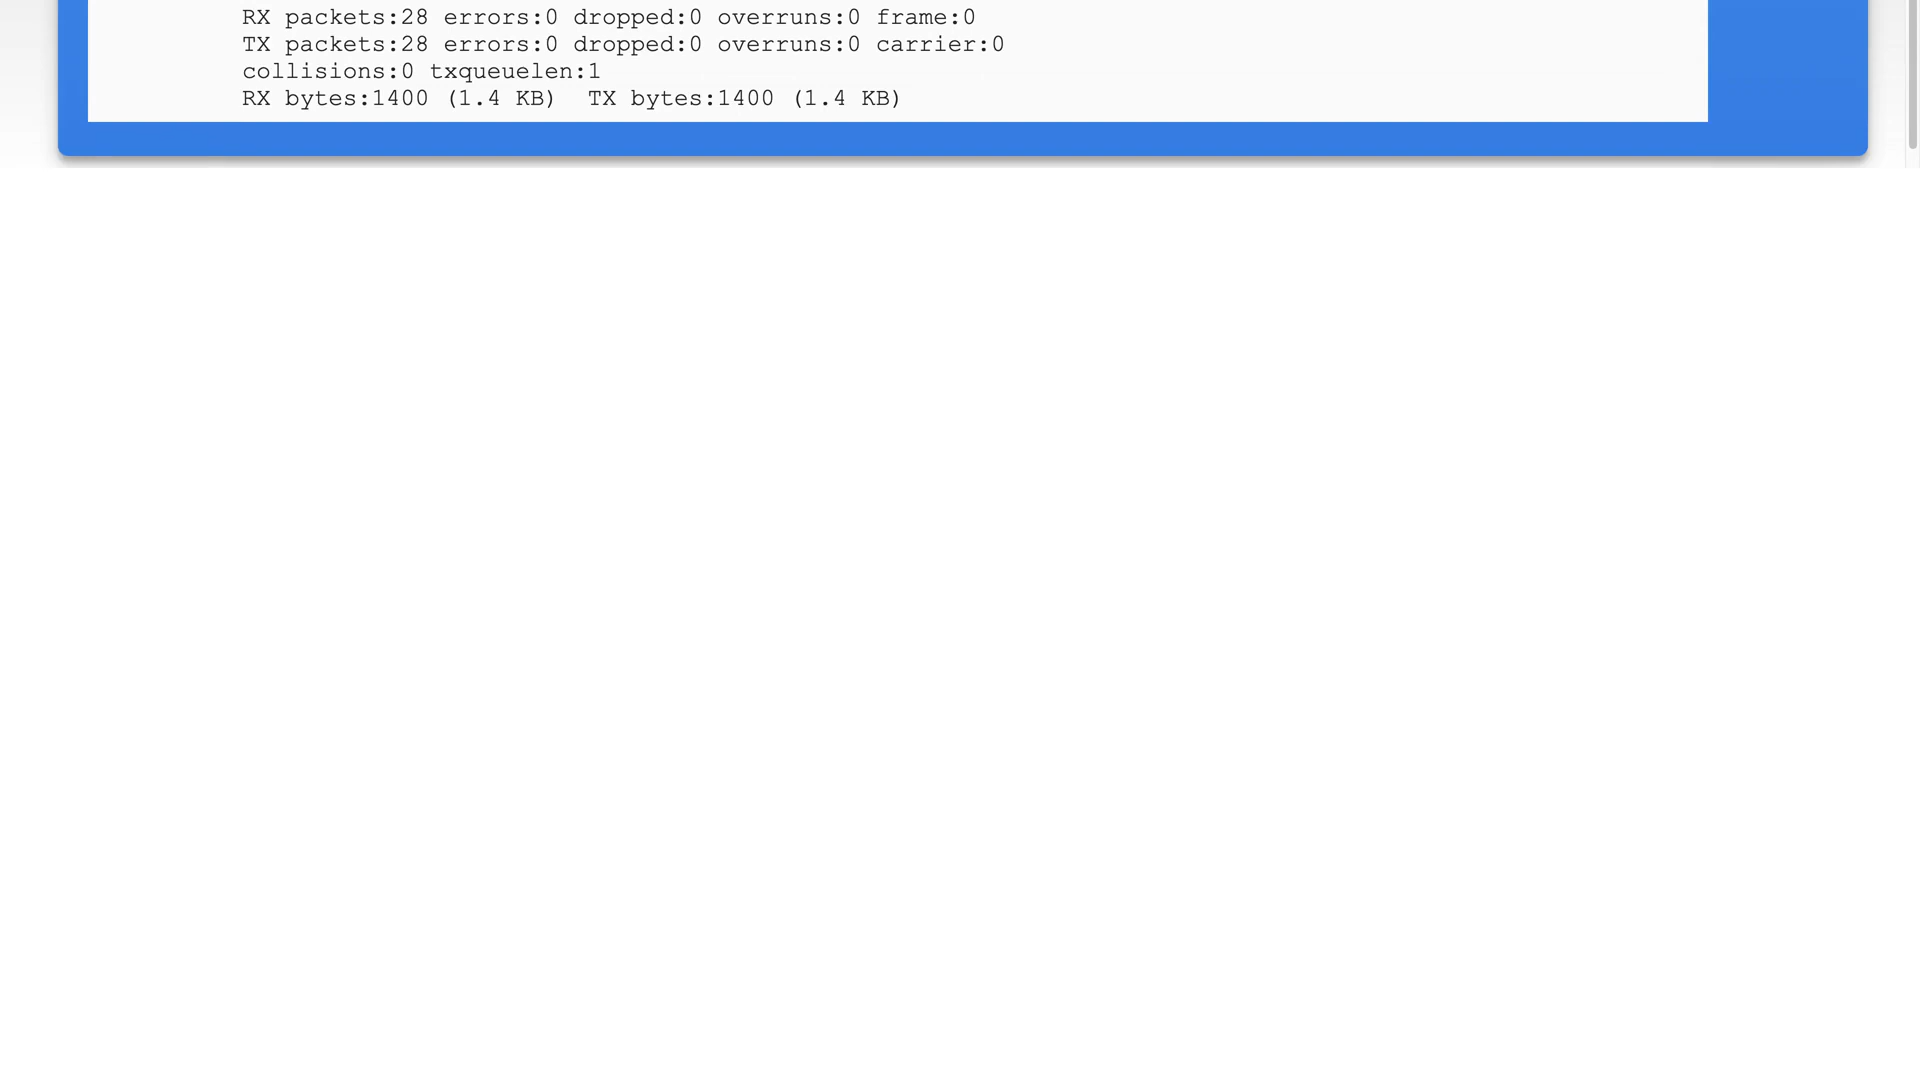 RX packets:28 errors:0 dropped:0 overruns:0 frame:0
TX packets:28 errors:0 dropped:0 overruns:0 carrier:0
collisions:0 txqueuelen:1
RX bytes:1400 (1.4 KB)  TX bytes:1400 (1.4 KB)